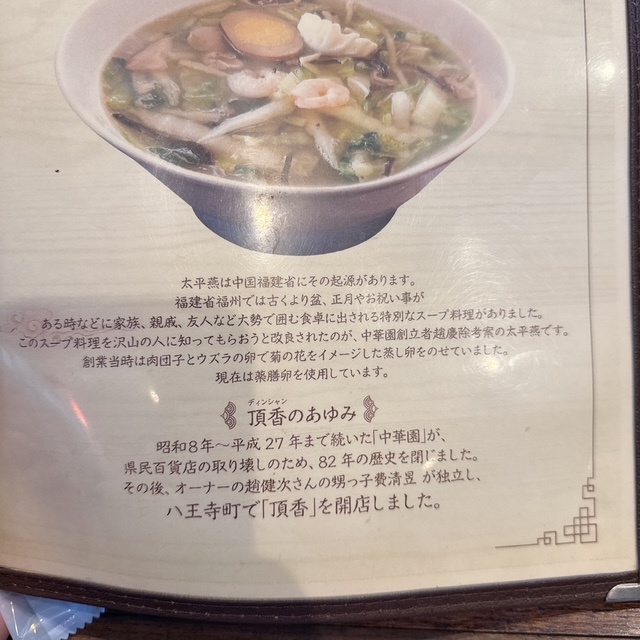 太平燕は中国福建省にその起源があります。
福建省福州では古くより盆、正月やお祝い事が
ある時などに家族、親戚、友人など大勢で囲む食卓に出される特別なスープ料理がありました。
このスープ料理を沢山の人に知ってもらおうと改良されたのが、中華園創立者趙慶餘考案の太平燕です。
創業当時は肉団子とウズラの卵で菊の花をイメージした蒸し卵をのせていました。
現在は薬膳卵を使用しています。
ディンシャン
頂香のあゆみ
昭和8年～平成27年まで続いた「中華園」が、
県民百貨店の取り壊しのため、82年の歴史を閉じました。
その後、オーナーの趙健次さんの甥っ子費清昱が独立し、
八王寺町で「頂香」を開店しました。